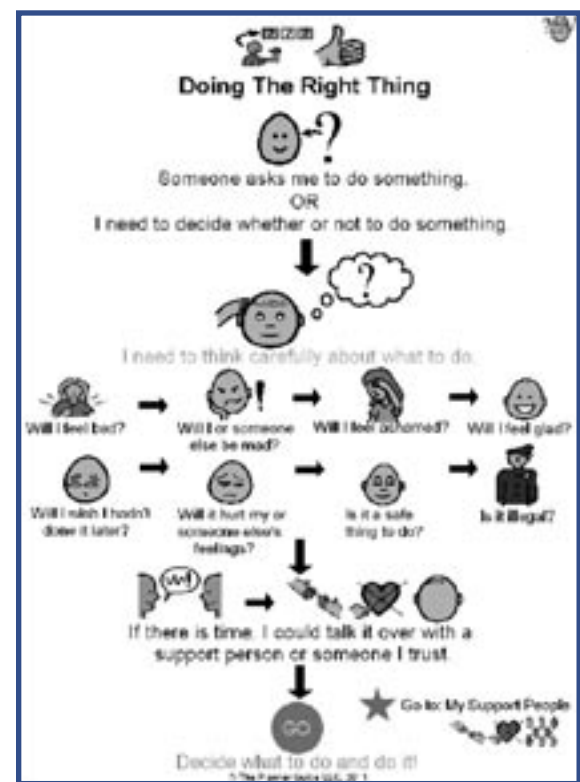 Doing The Right Thing
?
Someone asks me to do something.
OR
I need to decide whether or not to do something
?
I need to think carefully about what to do.
!
Will I feel bad?
Will I or someone
else be mad?
Will I feel ashamed?
Will I feel glad?
Will I wish I hadn't
done it later?
Will it hurt my or
someone else's
feelings?
Is it a safe
thing to do?
Is it illegal?
If there is time, I could talk it over with a
support person or someone I trust.
Go to: My Support People
GO
Decide what to do and do it!